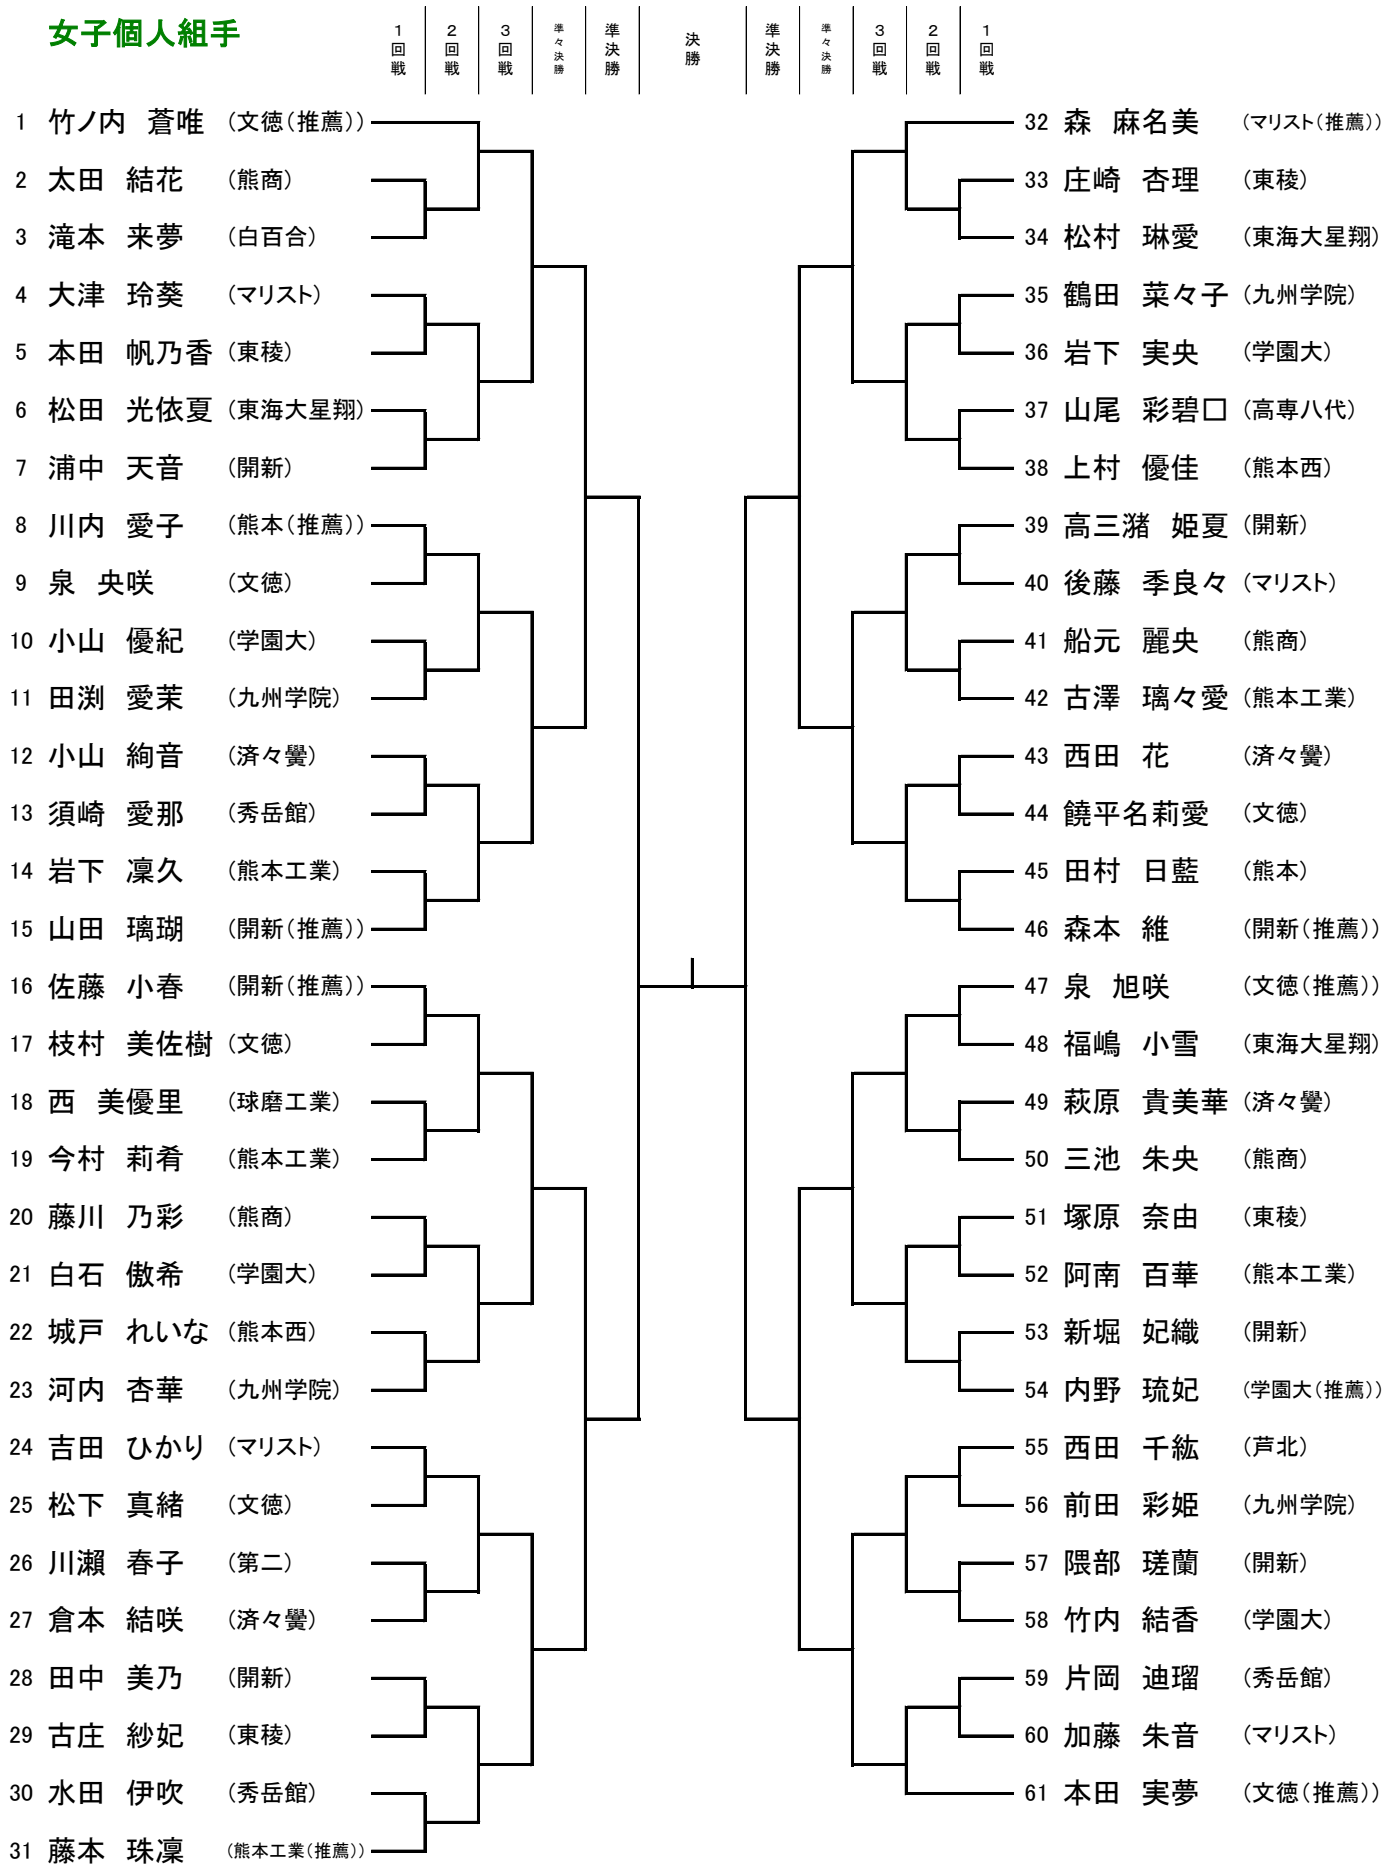 女子個人組手
1回戦 2回戦 3回戦 準々決勝 準決勝 決勝 準決勝 準々決勝 3回戦 2回戦 1回戦
1 竹ノ内 蒼唯 (文徳(推薦))
2 太田 結花 (熊商)
3 滝本 来夢 (白百合)
4 大津 玲葵 (マリスト)
5 本田 帆乃香 (東稜)
6 松田 光依夏 (東海大星翔)
7 浦中 天音 (開新)
8 川内 愛子 (熊本(推薦))
9 泉 央咲 (文徳)
10 小山 優紀 (学園大)
11 田渕 愛茉 (九州学院)
12 小山 絢音 (済々黌)
13 須崎 愛那 (秀岳館)
14 岩下 凜久 (熊本工業)
15 山田 璃瑚 (開新(推薦))
16 佐藤 小春 (開新(推薦))
17 枝村 美佐樹 (文徳)
18 西 美優里 (球磨工業)
19 今村 莉肴 (熊本工業)
20 藤川 乃彩 (熊商)
21 白石 傲希 (学園大)
22 城戸 れいな (熊本西)
23 河内 杏華 (九州学院)
24 吉田 ひかり (マリスト)
25 松下 真緒 (文徳)
26 川瀬 春子 (第二)
27 倉本 結咲 (済々黌)
28 田中 美乃 (開新)
29 古庄 紗妃 (東稜)
30 水田 伊吹 (秀岳館)
31 藤本 珠凜 (熊本工業(推薦))
32 森 麻名美 (マリスト(推薦))
33 庄崎 杏理 (東稜)
34 松村 琳愛 (東海大星翔)
35 鶴田 菜々子 (九州学院)
36 岩下 実央 (学園大)
37 山尾 彩碧□ (高専八代)
38 上村 優佳 (熊本西)
39 高三潴 姫夏 (開新)
40 後藤 季良々 (マリスト)
41 船元 麗央 (熊商)
42 古澤 璃々愛 (熊本工業)
43 西田 花 (済々黌)
44 饒平名莉愛 (文徳)
45 田村 日藍 (熊本)
46 森本 維 (開新(推薦))
47 泉 旭咲 (文徳(推薦))
48 福嶋 小雪 (東海大星翔)
49 萩原 貴美華 (済々黌)
50 三池 朱央 (熊商)
51 塚原 奈由 (東稜)
52 阿南 百華 (熊本工業)
53 新堀 妃織 (開新)
54 内野 琉妃 (学園大(推薦))
55 西田 千紘 (芦北)
56 前田 彩姫 (九州学院)
57 隈部 瑳蘭 (開新)
58 竹内 結香 (学園大)
59 片岡 迪瑠 (秀岳館)
60 加藤 朱音 (マリスト)
61 本田 実夢 (文徳(推薦))